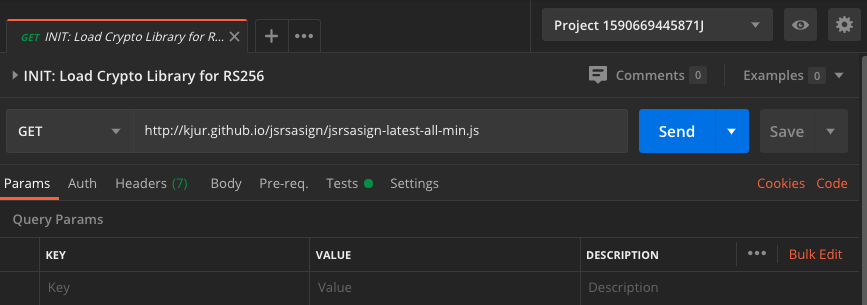 GET INIT: Load Crypto Library for R...
Project 1590669445871J
INIT: Load Crypto Library for RS256
Comments 0
Examples 0
GET
http://kjur.github.io/jsrsasign/jsrsasign-latest-all-min.js
Send
Save
Params Auth Headers (7) Body Pre-req. Tests Settings Cookies Code
Query Params
KEY VALUE DESCRIPTION Bulk Edit
Key Value Description